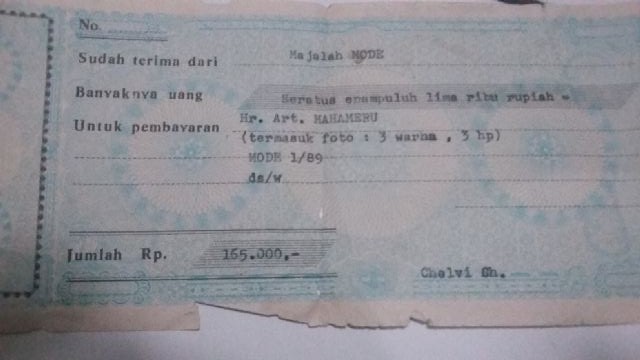 No.
Sudah terima dari Majalah MODE
Banyaknya uang Seratus enampuluh lima ribu rupiah -
Untuk pembayaran Hr. Art. MAHAMERU
(termasuk foto : 3 warna , 3 hp)
MODE 1/89
ds/w
Jumlah Rp. 165.000,-
Chelvi Sh.